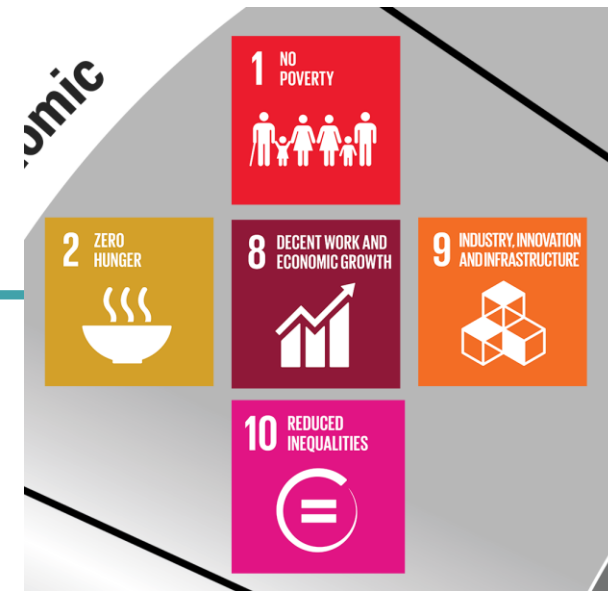 omic
1 NO
POVERTY
2 ZERO
HUNGER
8 DECENT WORK AND
ECONOMIC GROWTH
9 INDUSTRY, INNOVATION
AND INFRASTRUCTURE
10 REDUCED
INEQUALITIES